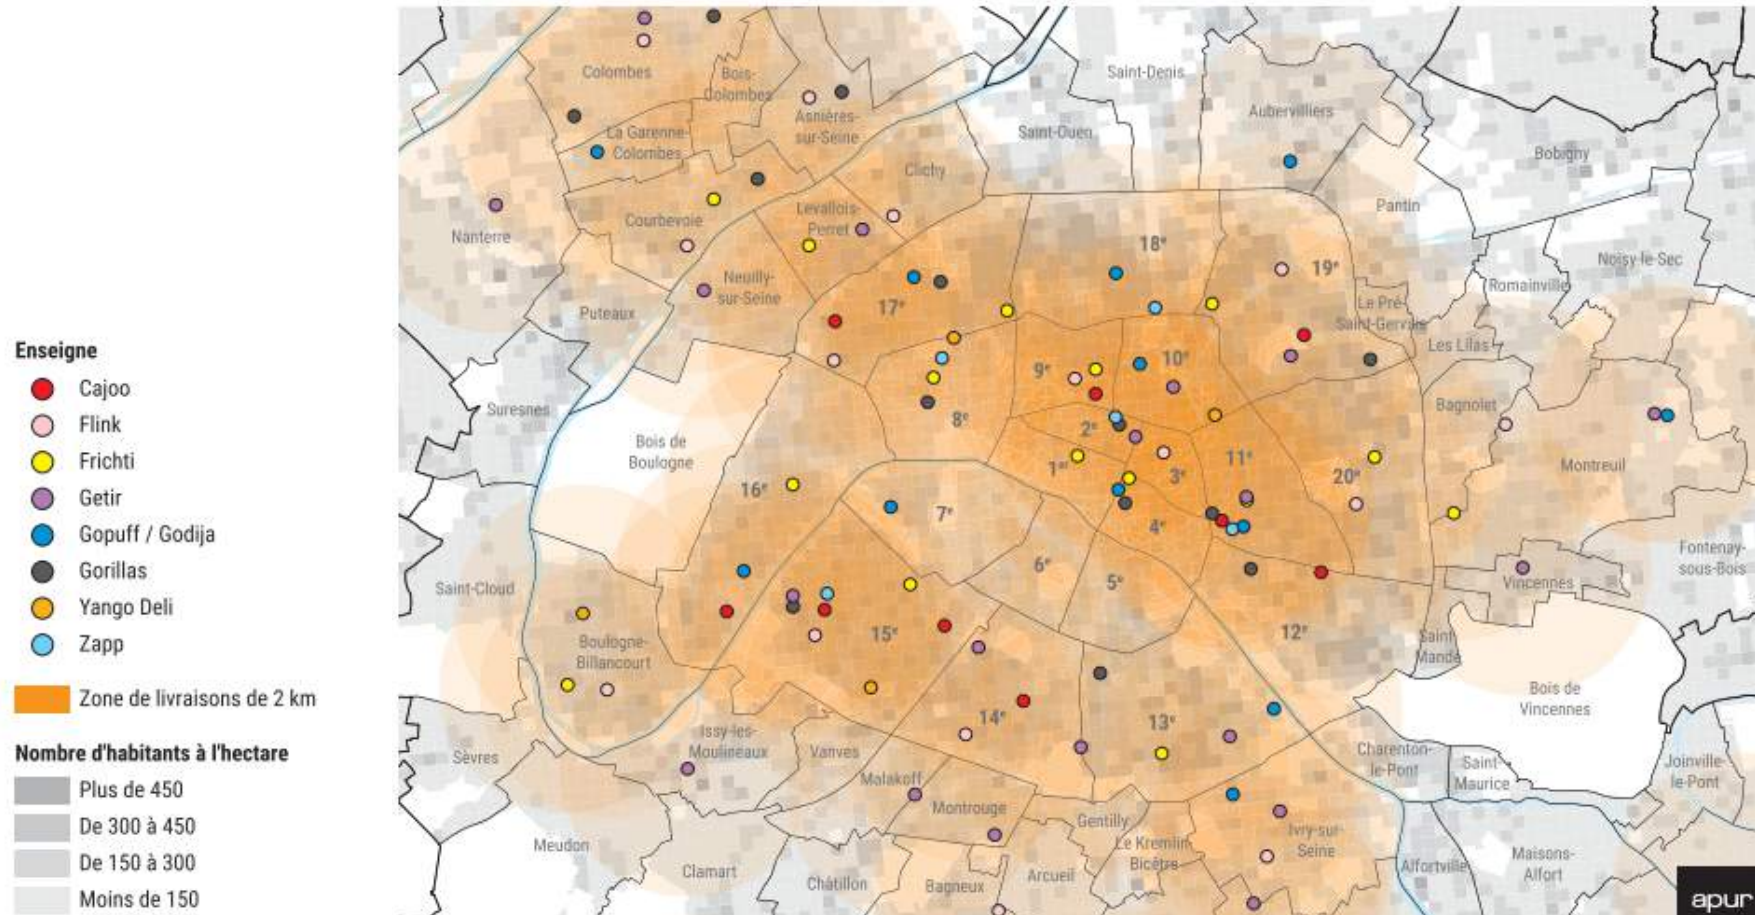 Enseigne
Cajoo
Flink
Frichti
Getir
Gopuff / Godija
Gorillas
Yango Deli
Zapp
Zone de livraisons de 2 km
Nombre d'habitants à l'hectare
Plus de 450
De 300 à 450
De 150 à 300
Moins de 150
Colombes
Bois-
Colombes
Asnières-
sur-Seine
La Garenne-
Colombes
Saint-Denis
Saint-Ouen
Aubervilliers
Bobigny
Clichy
Pantin
Courbevoie
Levallois-
Perret
Nanterre
18e
19e
Noisy-le-Sec
Romainville
Neuilly-
sur-Seine
Puteaux
17e
Le Pré-
Saint-Gervais
Les Lilas
9e
10e
Suresnes
Bois de
Boulogne
8e
2e
Bagnolet
1er
3e
11e
20e
Montreuil
16e
7e
4e
Fontenay-
sous-Bois
6e
5e
Vincennes
Saint-Cloud
Boulogne-
Billancourt
15e
12e
Saint-
Mandé
Bois de
Vincennes
14e
13e
Sèvres
Issy-les-
Moulineaux
Vanves
Malakoff
Montrouge
Gentilly
Charenton-
le-Pont
Saint-
Maurice
Joinville-
le-Pont
Meudon
Clamart
Châtillon
Bagneux
Arcueil
Le Kremlin-
Bicêtre
Ivry-sur-
Seine
Alfortville
Maisons-
Alfort
apur